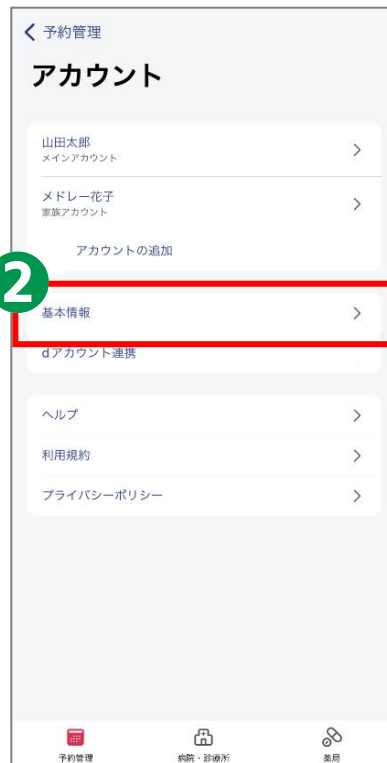 予約管理
アカウント
山田太郎
メインアカウント
メドレー花子
家族アカウント
アカウントの追加
2
基本情報
dアカウント連携
ヘルプ
利用規約
プライバシーポリシー
予約管理 病院・診療所 薬局